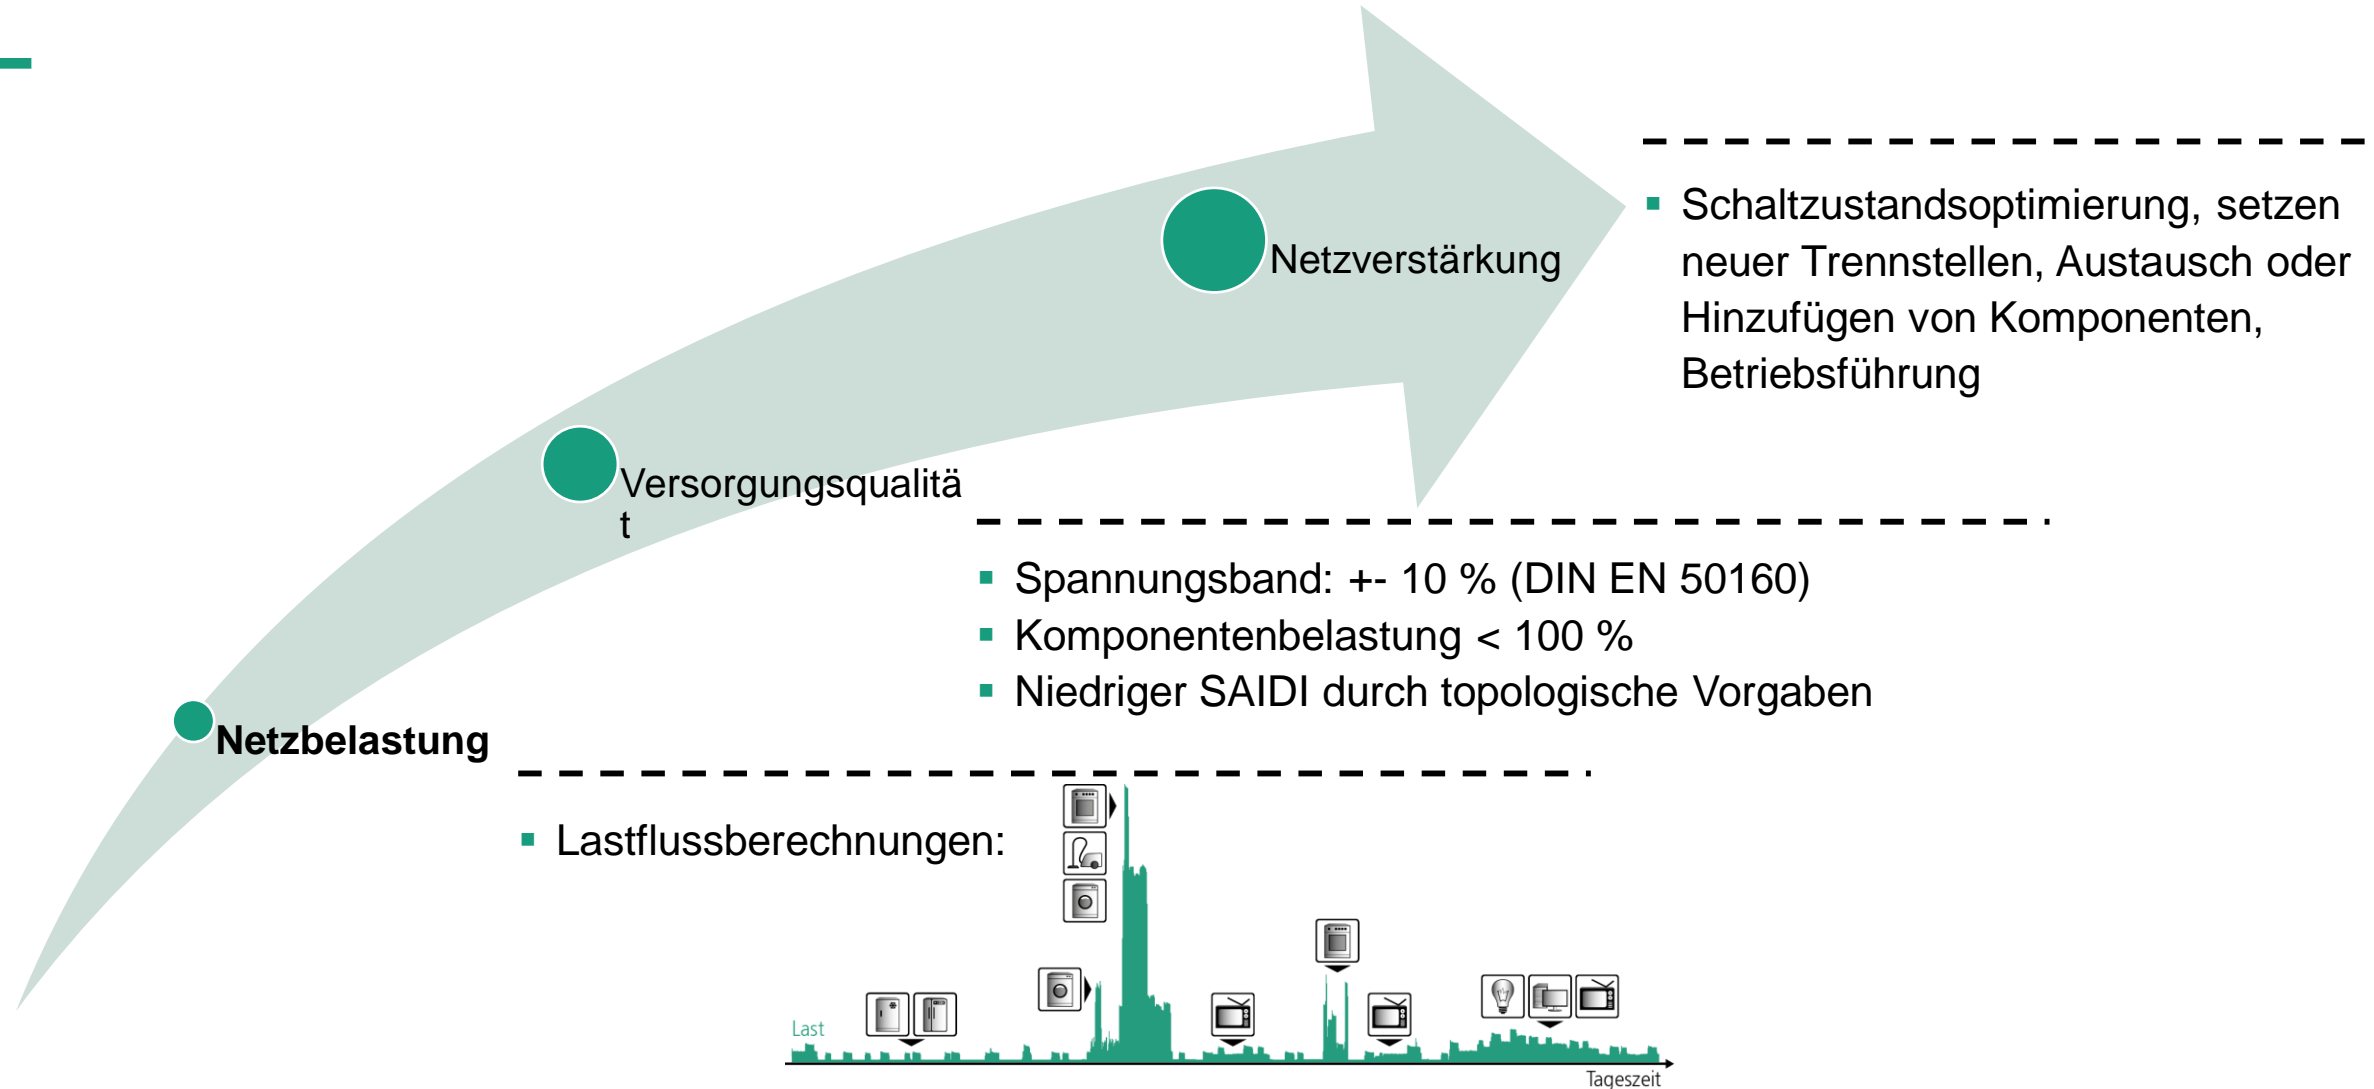 Netzverstärkung
Schaltzustandsoptimierung, setzen
neuer Trennstellen, Austausch oder
Hinzufügen von Komponenten,
Betriebsführung
Versorgungsqualitä
t
Spannungsband: +- 10 % (DIN EN 50160)
Komponentenbelastung < 100 %
Niedriger SAIDI durch topologische Vorgaben
Netzbelastung
Lastflussberechnungen:
Last
Tageszeit